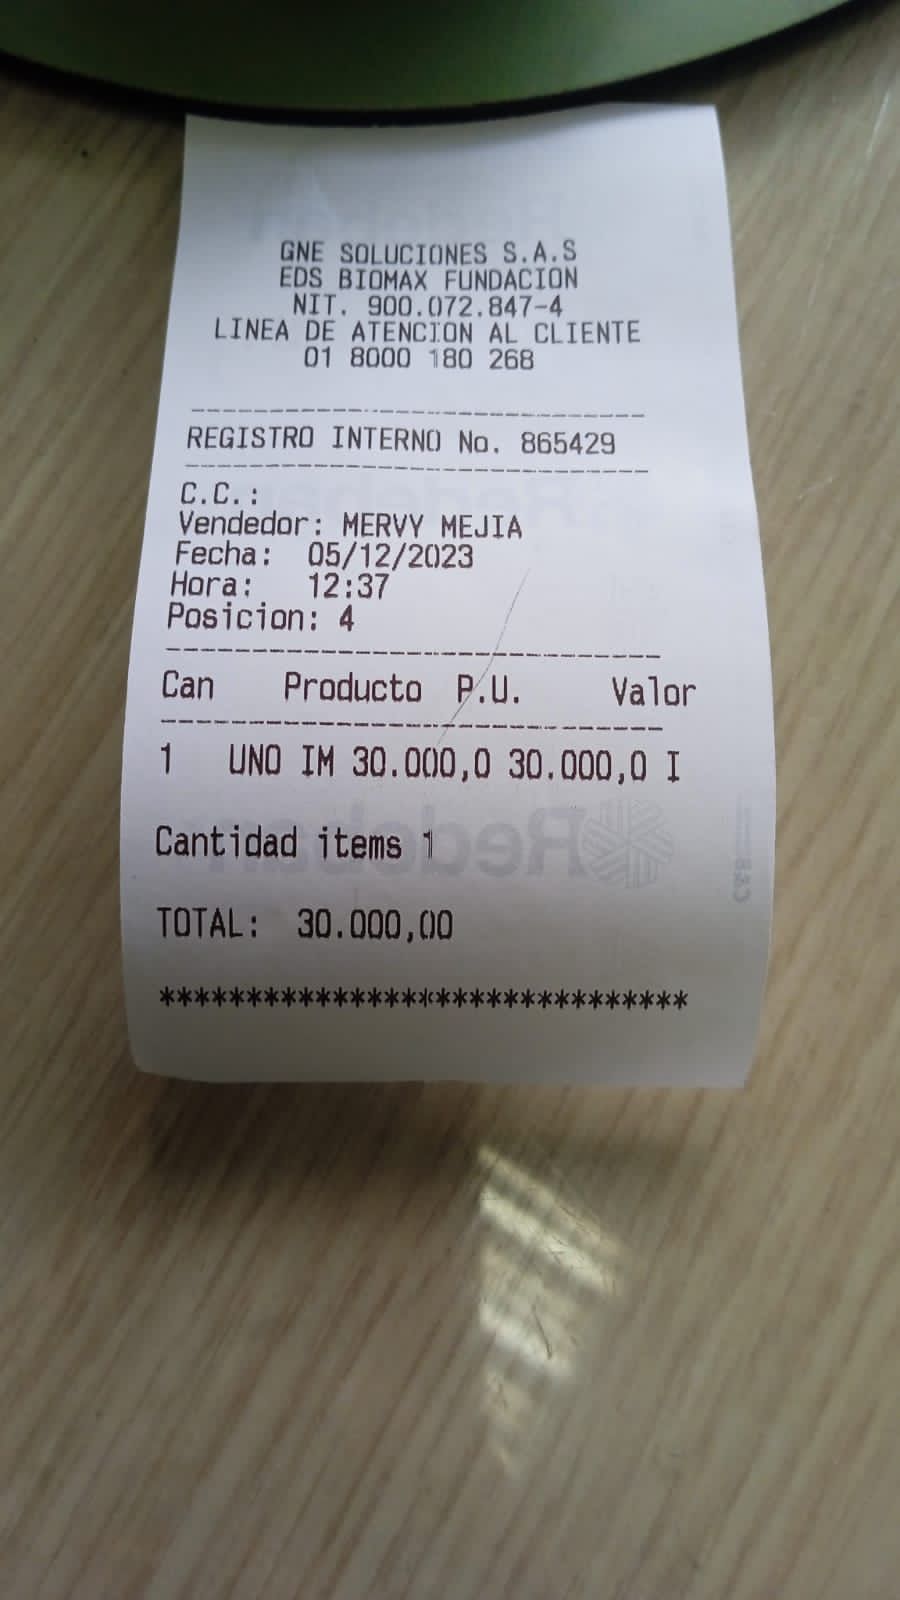 GNE SOLUCIONES S.A.S
EDS BIOMAX FUNDACION
NIT. 900.072.847-4
LINEA DE ATENCION AL CLIENTE
01 8000 180 268
--------------------------------
REGISTRO INTERNO No. 865429
--------------------------------
C.C.:
Vendedor: MERVY MEJIA
Fecha: 05/12/2023
Hora: 12:37
Posicion: 4
--------------------------------
Can Producto P.U. Valor
--------------------------------
1 UNO IM 30.000,0 30.000,0 I
Cantidad items 1
TOTAL: 30.000,00
*******************************
Redeban